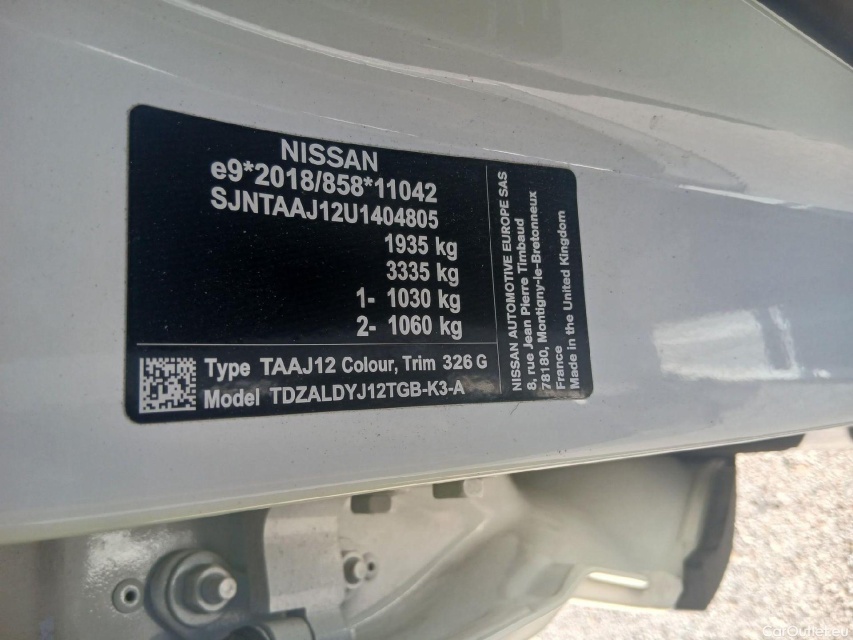 NISSAN
e9*2018/858*11042
SJNTAAJ12U1404805
1935 kg
3335 kg
1- 1030 kg
2- 1060 kg
Type TAAJ12 Colour, Trim 326 G
Model TDZALDYJ12TGB-K3-A
NISSAN AUTOMOTIVE EUROPE SAS
8, rue Jean Pierre Timbaud
78180, Montigny-le-Bretonneux
France
Made in the United Kingdom
CarOutlet.eu